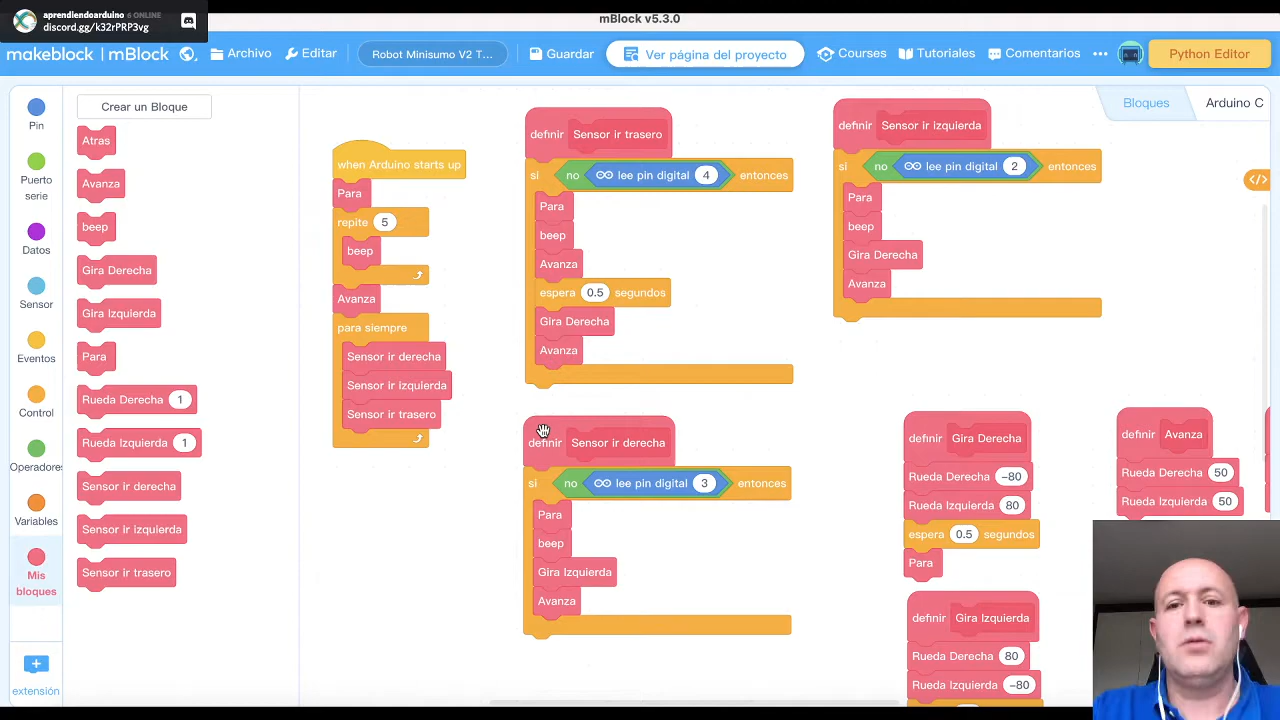 mBlock v5.3.0
aprendiendoarduino 6 ONLINE
discord.gg/k32rPRP3vg
makeblock | mBlock
Archivo
Editar
Robot Minisumo V2 T...
Guardar
Ver página del proyecto
Courses
Tutoriales
Comentarios
Python Editor
Pin
Puerto
serie
Datos
Sensor
Eventos
Control
Operadores
Variables
Mis
bloques
+
extensión
Crear un Bloque
Atras
Avanza
beep
Gira Derecha
Gira Izquierda
Para
Rueda Derecha 1
Rueda Izquierda 1
Sensor ir derecha
Sensor ir izquierda
Sensor ir trasero
when Arduino starts up
Para
repite 5
beep
Avanza
para siempre
Sensor ir derecha
Sensor ir izquierda
Sensor ir trasero
definir Sensor ir trasero
si no lee pin digital 4 entonces
Para
beep
Avanza
espera 0.5 segundos
Gira Derecha
Avanza
definir Sensor ir derecha
si no lee pin digital 3 entonces
Para
beep
Gira Izquierda
Avanza
definir Sensor ir izquierda
si no lee pin digital 2 entonces
Para
beep
Gira Derecha
Avanza
definir Gira Derecha
Rueda Derecha -80
Rueda Izquierda 80
espera 0.5 segundos
Para
definir Gira Izquierda
Rueda Derecha 80
Rueda Izquierda -80
definir Avanza
Rueda Derecha 50
Rueda Izquierda 50
Bloques
Arduino C
</>